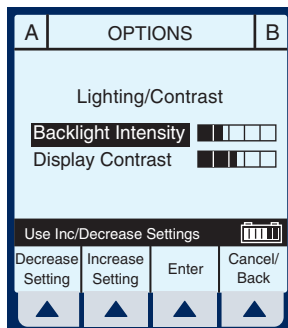 A OPTIONS B
Lighting/Contrast
Backlight Intensity
Display Contrast
Use Inc/Decrease Settings
Decrease Setting Increase Setting Enter Cancel/ Back